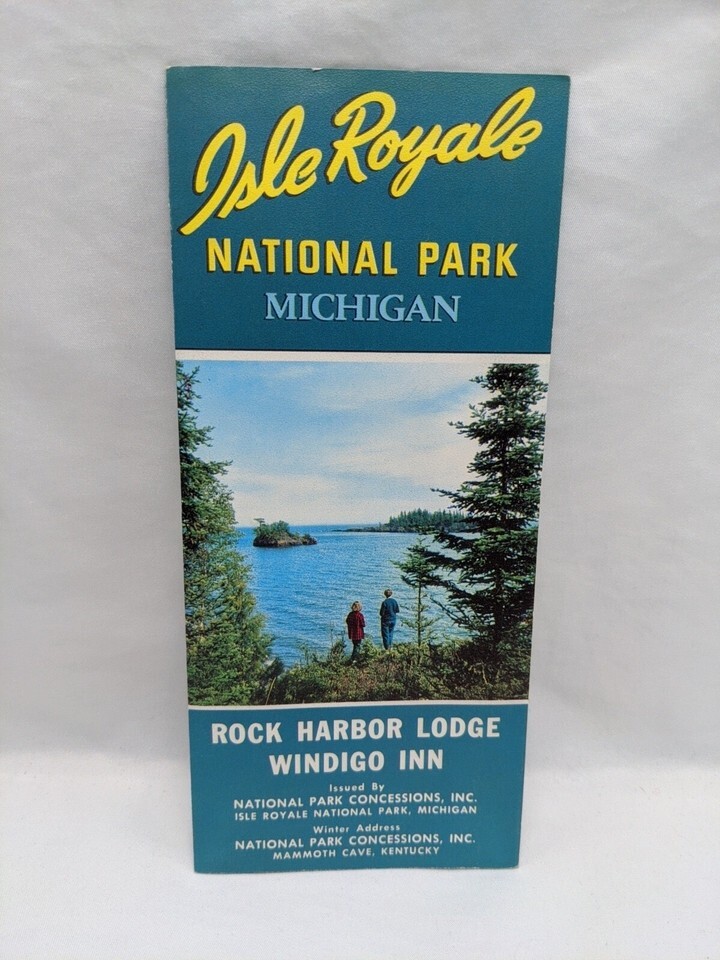 Isle Royale
NATIONAL PARK
MICHIGAN
ROCK HARBOR LODGE
WINDIGO INN
Issued By
NATIONAL PARK CONCESSIONS, INC.
ISLE ROYALE NATIONAL PARK, MICHIGAN
Winter Address
NATIONAL PARK CONCESSIONS, INC.
MAMMOTH CAVE, KENTUCKY